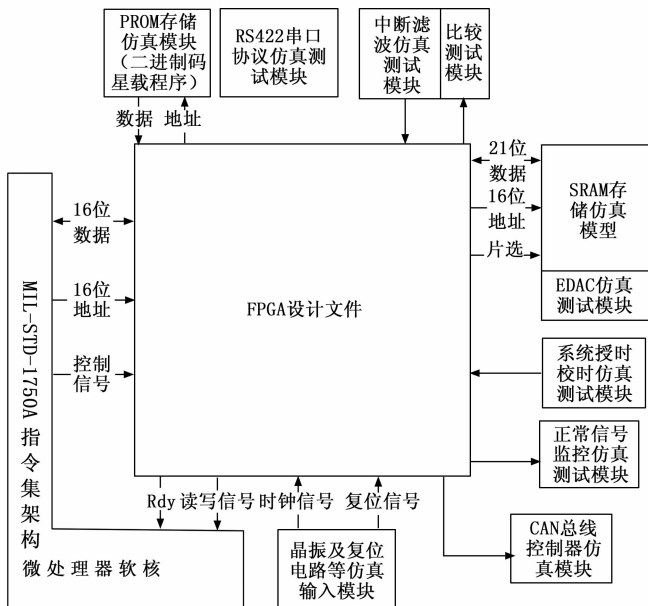 PROM存储
仿真模块
(二进制码
星载程序)
RS422串口
协议仿真测
试模块
中断滤
波仿真
测试
模块
比较
测试
模块
数据
地址
21位
数据
16位
地址
片选
SRAM存
储仿真
模型
EDAC仿真
测试模块
16位
数据
16位
地址
控制
信号
MIL-STD-1750A 指令集架构
微处理器软核
FPGA设计文件
系统授时
校时仿真
测试模块
正常信号
监控仿真
测试模块
Rdy
读写信号
时钟信号
复位信号
晶振及复位
电路等仿真
输入模块
CAN总线
控制器仿
真模块